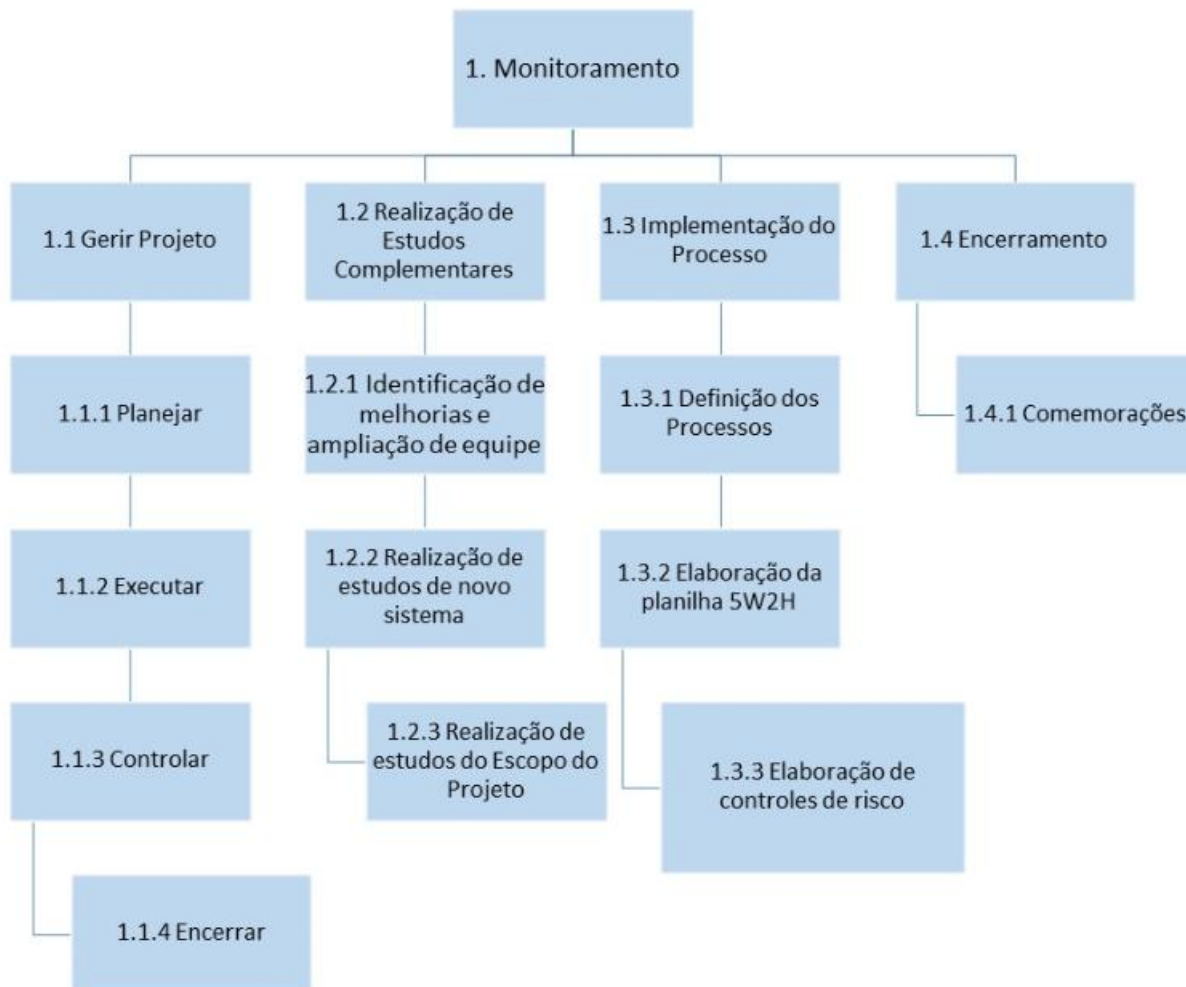 1. Monitoramento
1.1 Gerir Projeto
1.2 Realização de
Estudos
Complementares
1.3 Implementação do
Processo
1.4 Encerramento
1.1.1 Planejar
1.2.1 Identificação de
melhorias e
ampliação de equipe
1.3.1 Definição dos
Processos
1.4.1 Comemorações
1.1.2 Executar
1.2.2 Realização de
estudos de novo
sistema
1.3.2 Elaboração da
planilha 5W2H
1.1.3 Controlar
1.2.3 Realização de
estudos do Escopo do
Projeto
1.3.3 Elaboração de
controles de risco
1.1.4 Encerrar